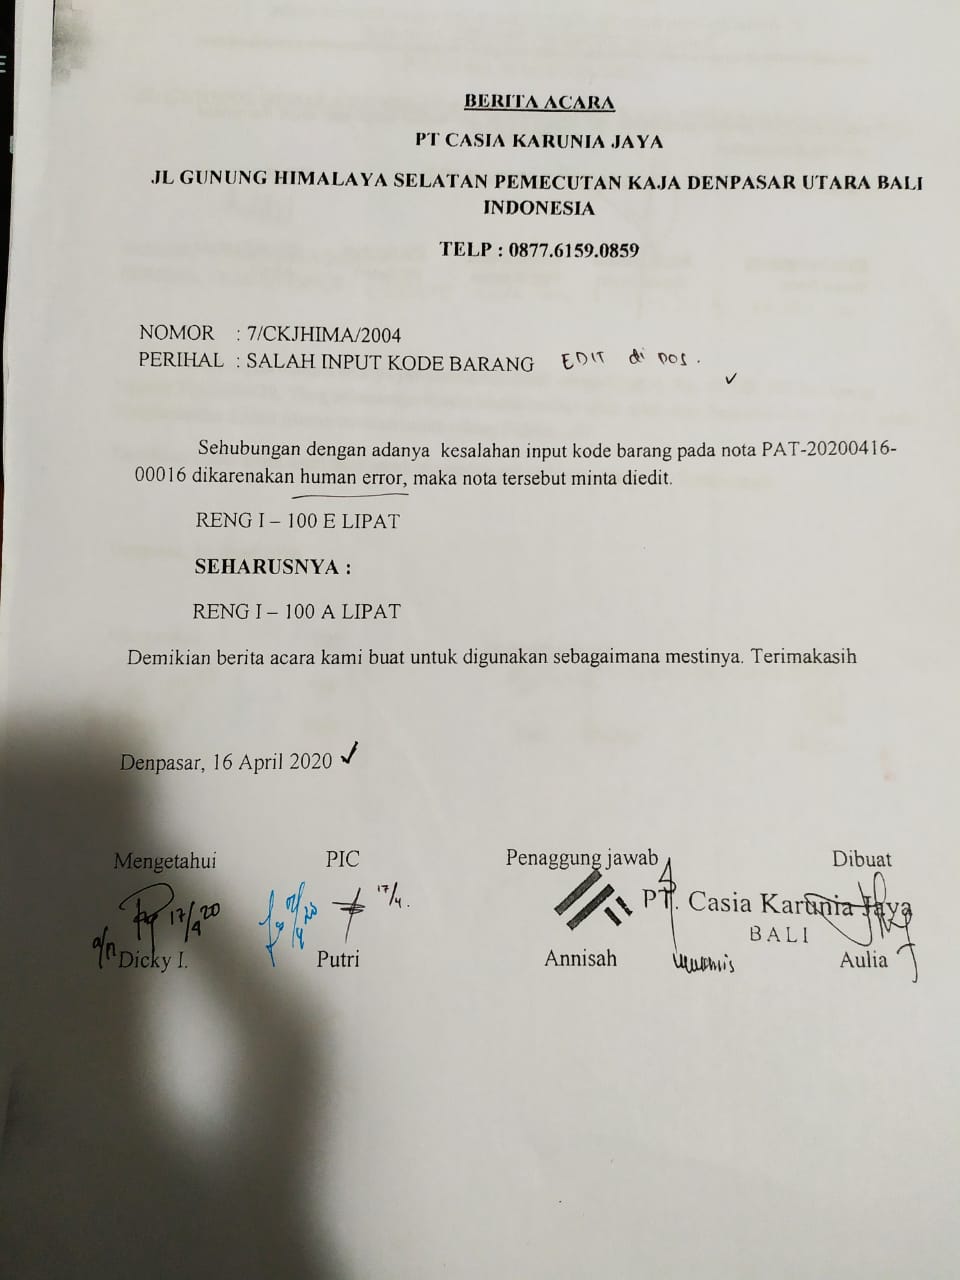 BERITA ACARA
PT CASIA KARUNIA JAYA
JL GUNUNG HIMALAYA SELATAN PEMECUTAN KAJA DENPASAR UTARA BALI
INDONESIA
TELP : 0877.6159.0859
NOMOR : 7/CKJHIMA/2004
PERIHAL : SALAH INPUT KODE BARANG EDIT di DOS.
Sehubungan dengan adanya kesalahan input kode barang pada nota PAT-20200416-
00016 dikarenakan human error, maka nota tersebut minta diedit.
RENG I – 100 E LIPAT
SEHARUSNYA :
RENG I – 100 A LIPAT
Demikian berita acara kami buat untuk digunakan sebagaimana mestinya. Terimakasih
Denpasar, 16 April 2020
Mengetahui PIC Penaggung jawab Dibuat
17/4 20 17/4.
PT. Casia Karunia Jaya
BALI
a/n Dicky I. Putri Annisah Aulia